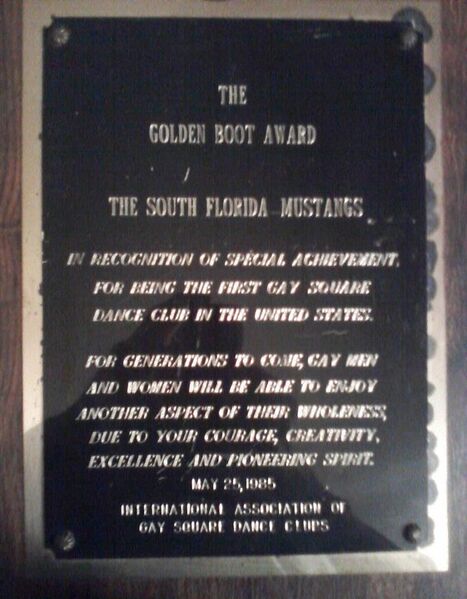 THE
GOLDEN BOOT AWARD
THE SOUTH FLORIDA MUSTANGS
IN RECOGNITION OF SPECIAL ACHIEVEMENT,
FOR BEING THE FIRST GAY SQUARE
DANCE CLUB IN THE UNITED STATES.
FOR GENERATIONS TO COME, GAY MEN
AND WOMEN WILL BE ABLE TO ENJOY
ANOTHER ASPECT OF THEIR WHOLENESS,
DUE TO YOUR COURAGE, CREATIVITY,
EXCELLENCE AND PIONEERING SPIRIT.
MAY 25, 1985
INTERNATIONAL ASSOCIATION OF
GAY SQUARE DANCE CLUBS